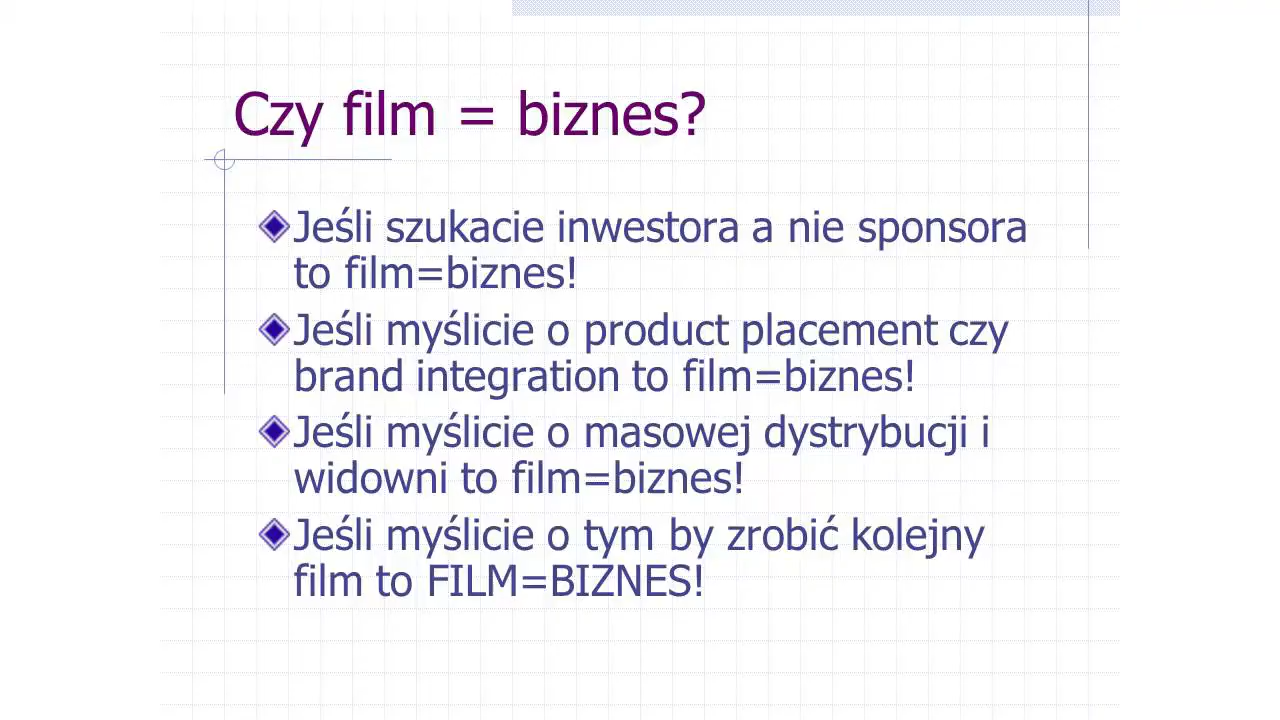 Czy film = biznes?
Jeśli szukacie inwestora a nie sponsora
to film=biznes!
Jeśli myślicie o product placement czy
brand integration to film=biznes!
Jeśli myślicie o masowej dystrybucji i
widowni to film=biznes!
Jeśli myślicie o tym by zrobić kolejny
film to FILM=BIZNES!